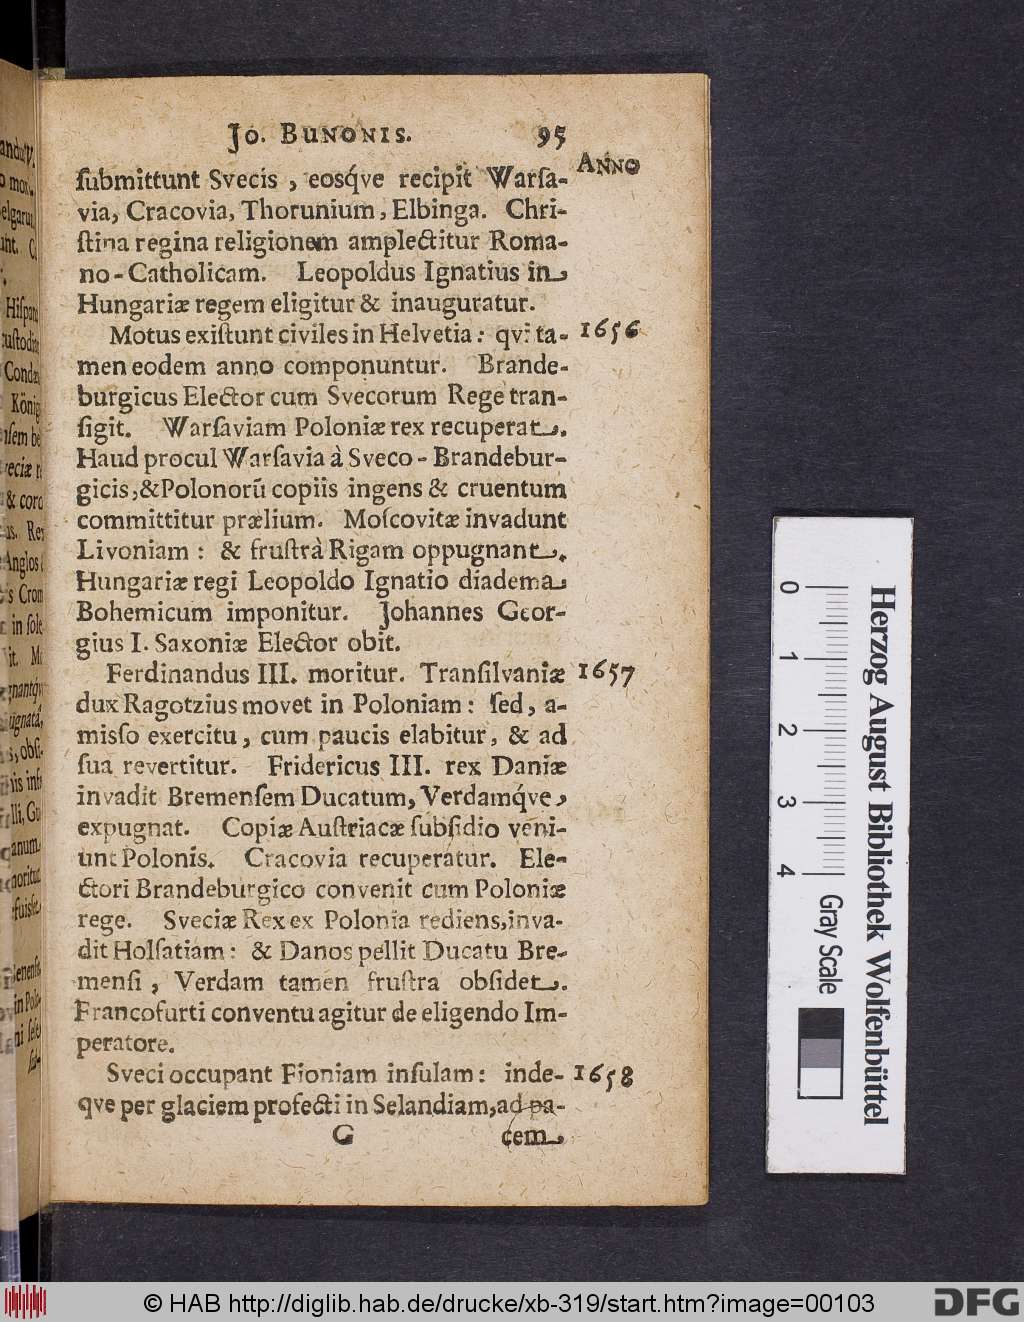 Jo. Bunonis. 95
Anno
ſubmittunt Svecis, eosq́ve recipit Warſa-
via, Cracovia, Thorunium, Elbinga. Chri-
ſtina regina religionem amplectitur Roma-
no-Catholicam. Leopoldus Ignatius in
Hungariæ regem eligitur & inauguratur.
Motus exiſtunt civiles in Helvetia: qvi ta- 1656
men eodem anno componuntur. Brande-
burgicus Elector cum Svecorum Rege tran-
ſigit. Warſaviam Poloniæ rex recuperat.
Haud procul Warſavia à Sveco-Brandebur-
gicis, & Polonorũ copiis ingens & cruentum
committitur prælium. Moſcovitæ invadunt
Livoniam: & fruſtrà Rigam oppugnant.
Hungariæ regi Leopoldo Ignatio diadema
Bohemicum imponitur. Johannes Geor-
gius I. Saxoniæ Elector obit.
Ferdinandus III. moritur. Tranſilvaniæ 1657
dux Ragotzius movet in Poloniam: ſed, a-
miſſo exercitu, cum paucis elabitur, & ad
ſua revertitur. Fridericus III. rex Daniæ
invadit Bremenſem Ducatum, Verdamq́ve,
expugnat. Copiæ Auſtriacæ ſubſidio veni-
unt Polonis. Cracovia recuperatur. Ele-
ctori Brandeburgico convenit cum Poloniæ
rege. Sveciæ Rex ex Polonia rediens, inva-
dit Holſatiam: & Danos pellit Ducatu Bre-
menſi, Verdam tamen fruſtra obſidet.
Francofurti conventu agitur de eligendo Im-
peratore.
Sveci occupant Fioniam inſulam: inde- 1658
qve per glaciem profecti in Selandiam, ad pa-
G cem
0 1 2 3 4
Gray Scale
Herzog August Bibliothek Wolfenbüttel
© HAB http://diglib.hab.de/drucke/xb-319/start.htm?image=00103
DFG